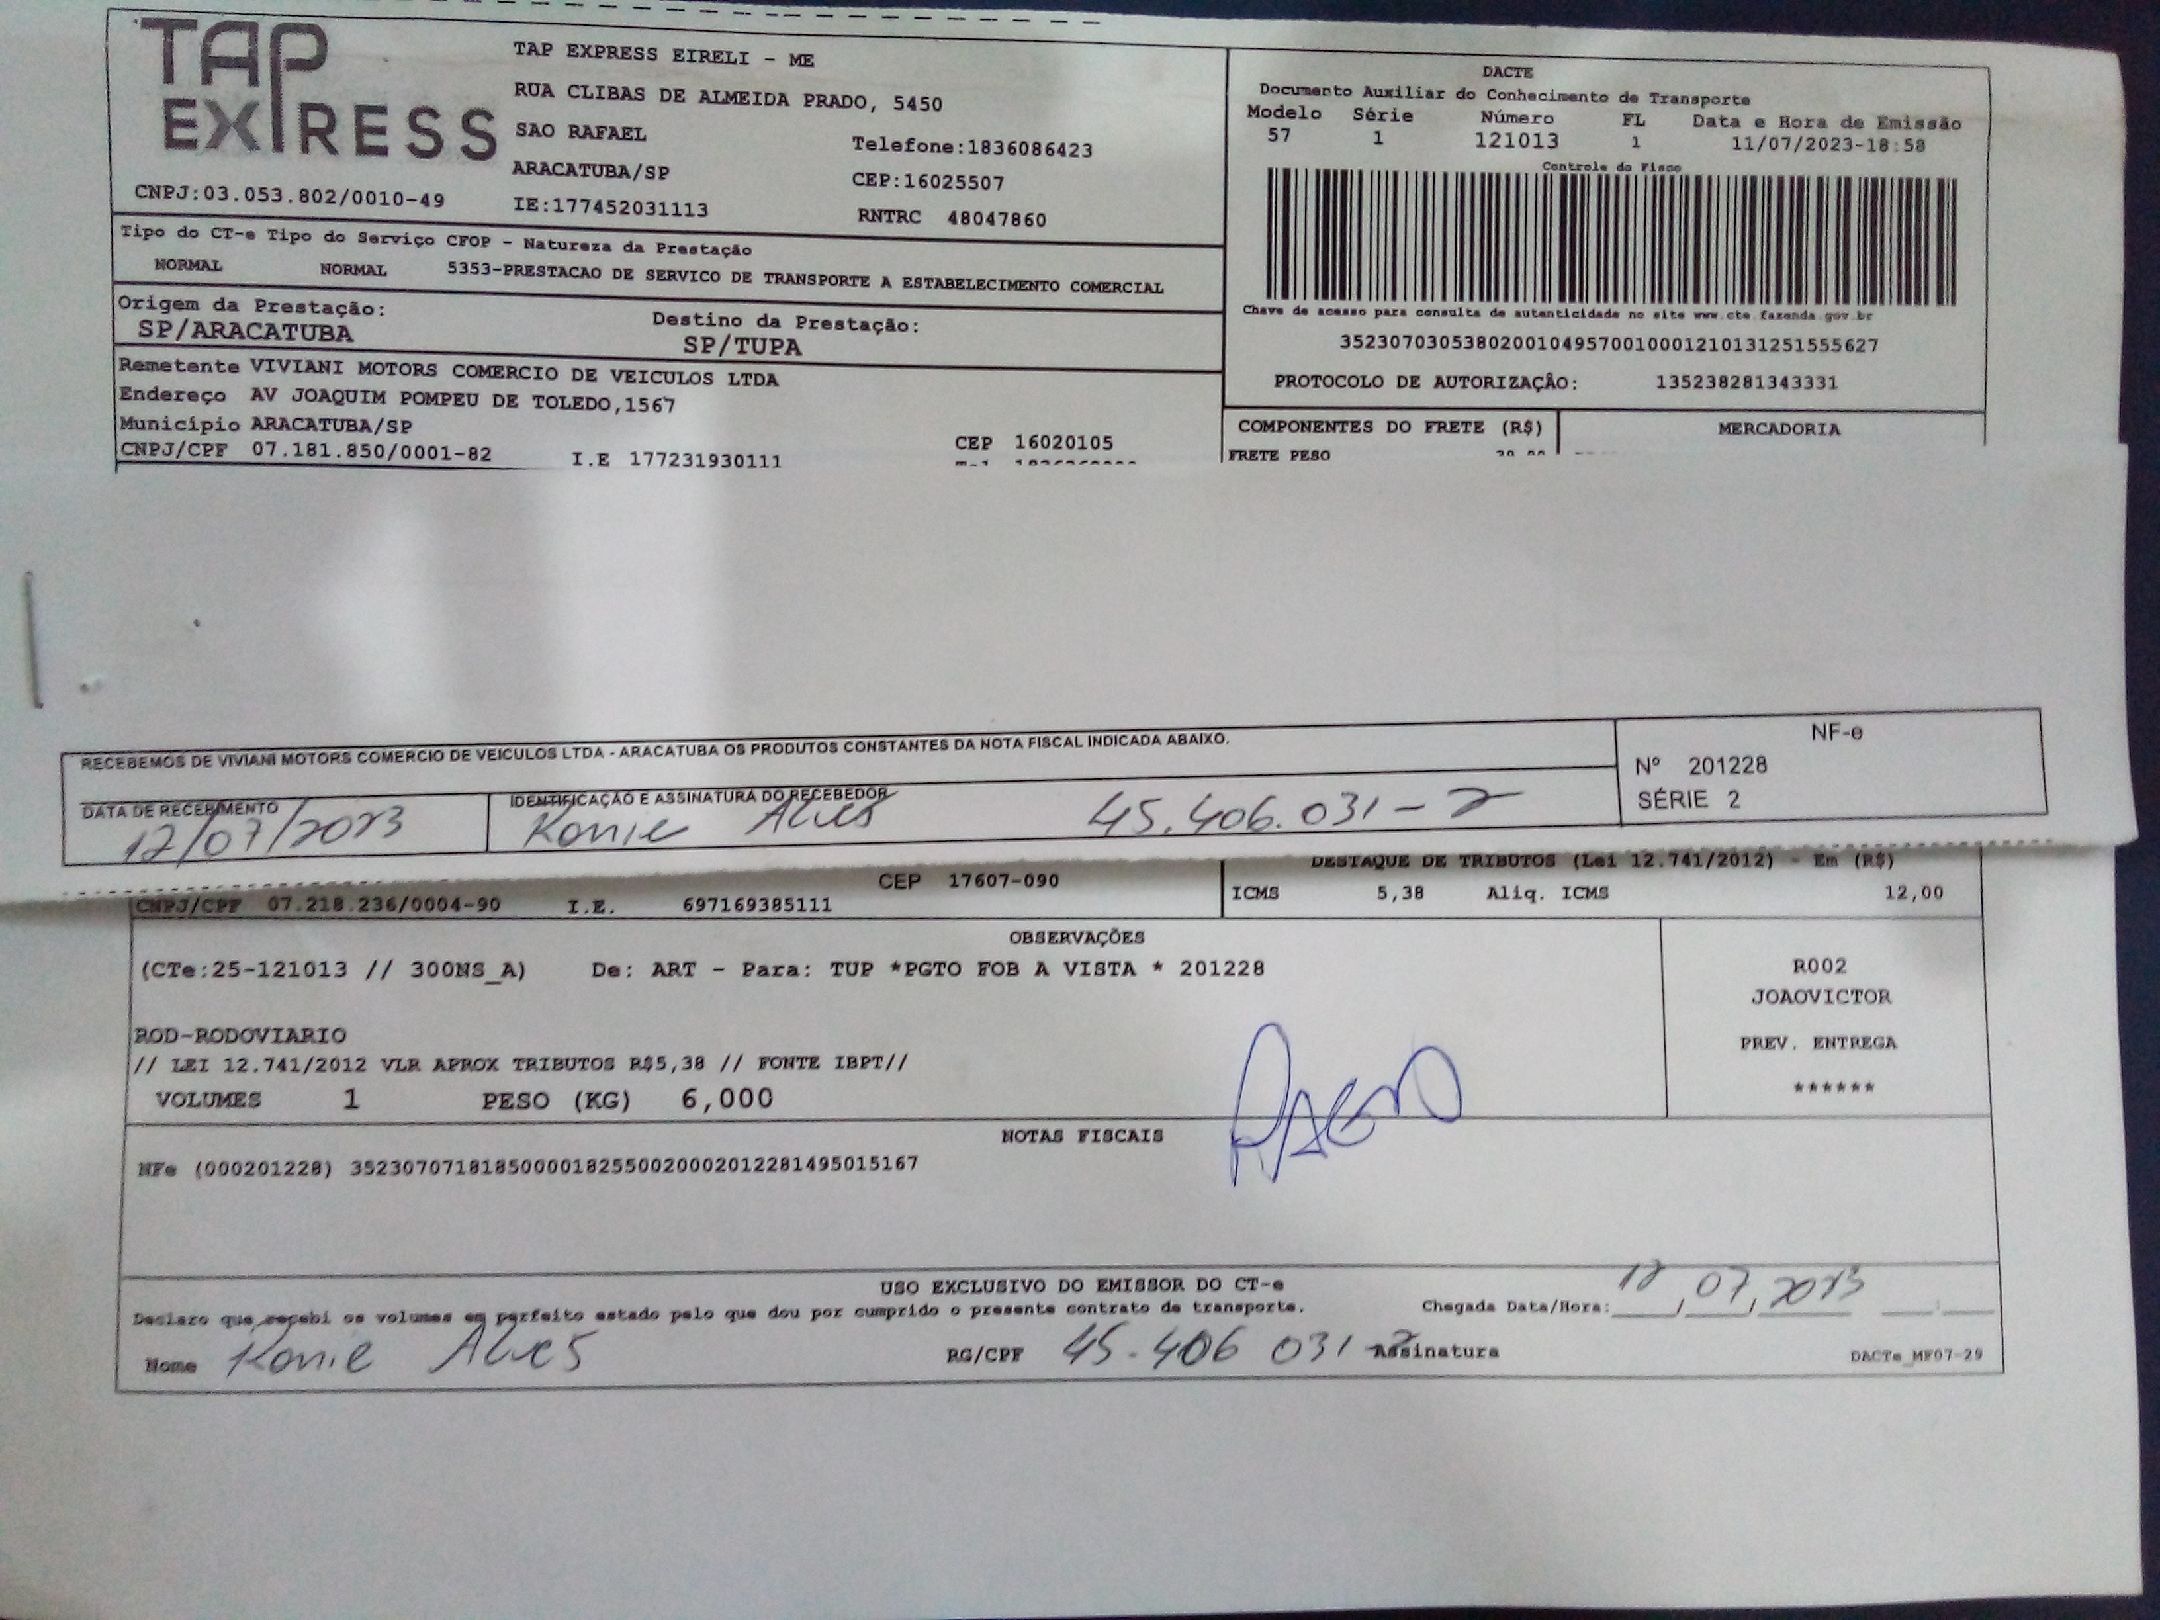 TAP EXPRESS
TAP EXPRESS EIRELI - ME
RUA CLIBAS DE ALMEIDA PRADO, 5450
SAO RAFAEL
Telefone:1836086423
ARACATUBA/SP
CEP:16025507
CNPJ:03.053.802/0010-49
IE:177452031113
RNTRC 48047860
DACTE
Documento Auxiliar do Conhecimento de Transporte
Modelo Série Número FL Data e Hora de Emissão
57 1 121013 1 11/07/2023-18:58
Controle do Fisco
Chave de acesso para consulta de autenticidade no site www.cte.fazenda.gov.br
35230703053802001049570010001210131251555627
PROTOCOLO DE AUTORIZAÇÃO: 135238281343331
Tipo do CT-e Tipo do Serviço CFOP - Natureza da Prestação
NORMAL NORMAL 5353-PRESTACAO DE SERVICO DE TRANSPORTE A ESTABELECIMENTO COMERCIAL
Origem da Prestação: Destino da Prestação:
SP/ARACATUBA SP/TUPA
Remetente VIVIANI MOTORS COMERCIO DE VEICULOS LTDA
Endereço AV JOAQUIM POMPEU DE TOLEDO,1567
Município ARACATUBA/SP CEP 16020105
CNPJ/CPF 07.181.850/0001-82 I.E 177231930111
COMPONENTES DO FRETE (R$) MERCADORIA
FRETE PESO
RECEBEMOS DE VIVIANI MOTORS COMERCIO DE VEICULOS LTDA - ARACATUBA OS PRODUTOS CONSTANTES DA NOTA FISCAL INDICADA ABAIXO.
NF-e
Nº 201228
SÉRIE 2
DATA DE RECEBIMENTO IDENTIFICAÇÃO E ASSINATURA DO RECEBEDOR
12/07/2023 Ronie Alves 45.406.031-2
DESTAQUE DE TRIBUTOS (Lei 12.741/2012) - Em (R$)
CEP 17607-090
ICMS 5,38 Aliq. ICMS 12,00
CNPJ/CPF 07.218.236/0004-90 I.E. 697169385111
OBSERVAÇÕES
(CTe:25-121013 // 300NS_A) De: ART - Para: TUP *PGTO FOB A VISTA * 201228
R002
JOAOVICTOR
PREV. ENTREGA
******
ROD-RODOVIARIO
// LEI 12.741/2012 VLR APROX TRIBUTOS R$5,38 // FONTE IBPT//
VOLUMES 1 PESO (KG) 6,000
PAGO
NOTAS FISCAIS
NFe (000201228) 35230707181850000182550020002012281495015167
USO EXCLUSIVO DO EMISSOR DO CT-e
Declaro que recebi os volumes em perfeito estado pelo que dou por cumprido o presente contrato de transporte. Chegada Data/Hora: 12/07/2023
Nome Ronie Alves RG/CPF 45.406 031-2 Assinatura
DACTe_MF07-29